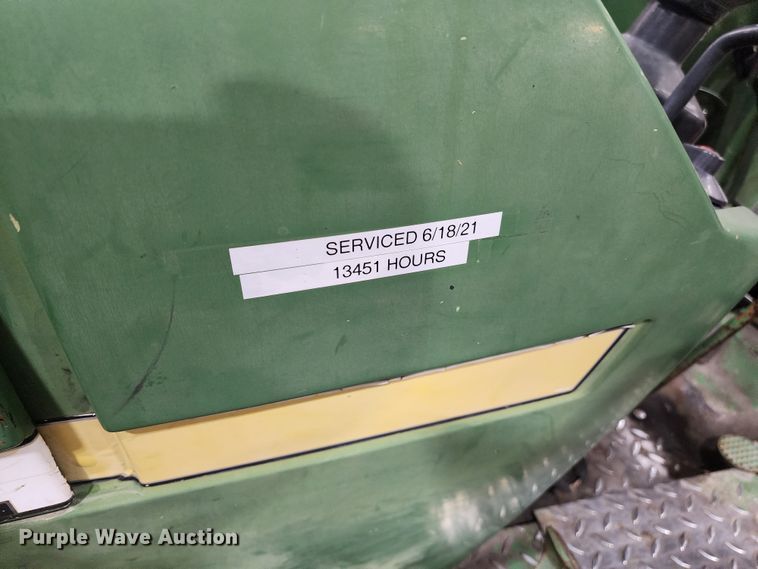 SERVICED 6/18/21
13451 HOURS
Purple Wave Auction